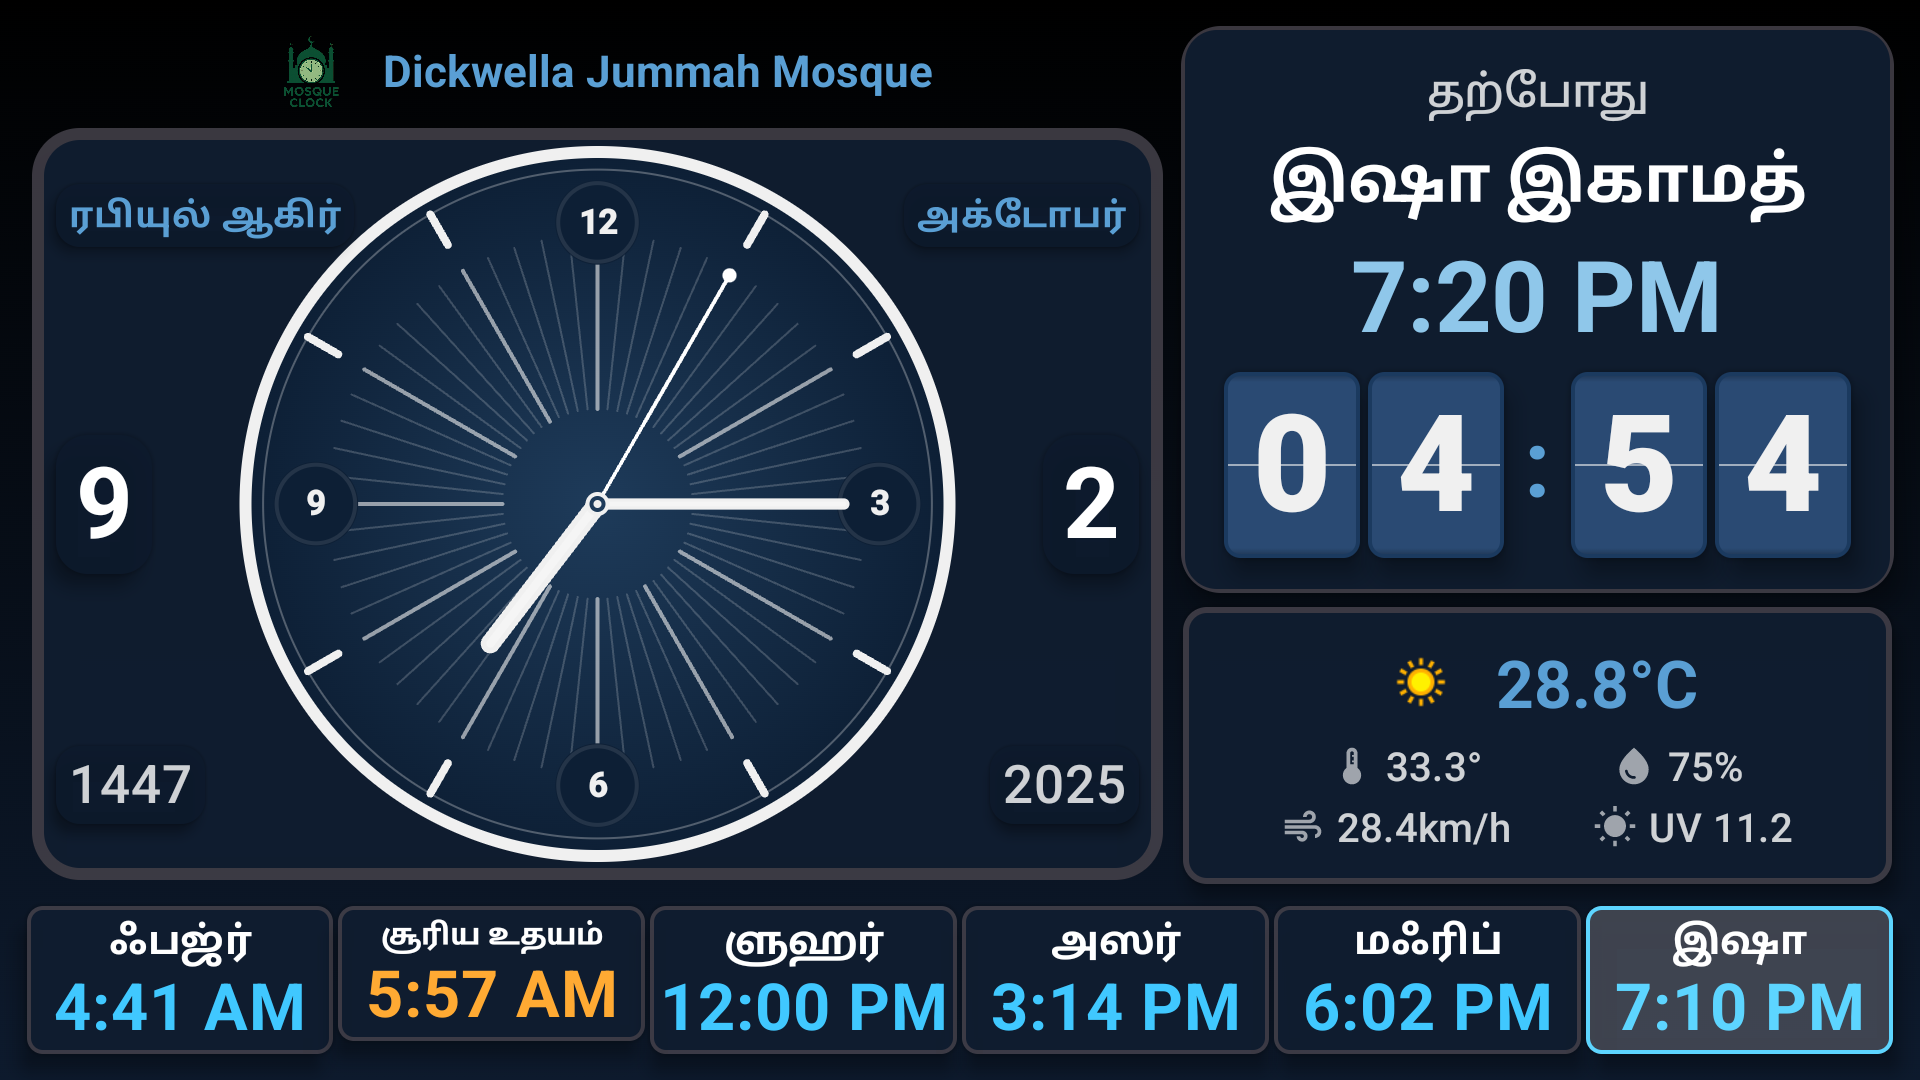 MOSQUE
CLOCK
Dickwella Jummah Mosque
ரபியுல் ஆகிர்
அக்டோபர்
12
9
3
6
9
2
1447
2025
தற்போது
இஷா இகாமத்
7:20 PM
04:54
28.8°C
33.3°
75%
28.4km/h
UV 11.2
ஃபஜ்ர்
4:41 AM
சூரிய உதயம்
5:57 AM
ளுஹர்
12:00 PM
அஸர்
3:14 PM
மஃரிப்
6:02 PM
இஷா
7:10 PM